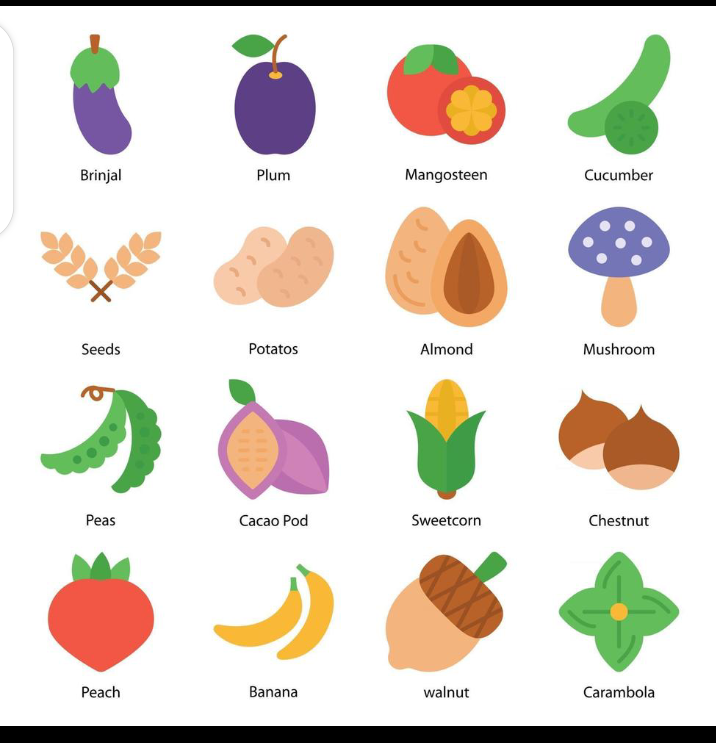 Brinjal
Plum
Mangosteen
Cucumber
Seeds
Potatos
Almond
Mushroom
Peas
Cacao Pod
Sweetcorn
Chestnut
Peach
Banana
walnut
Carambola